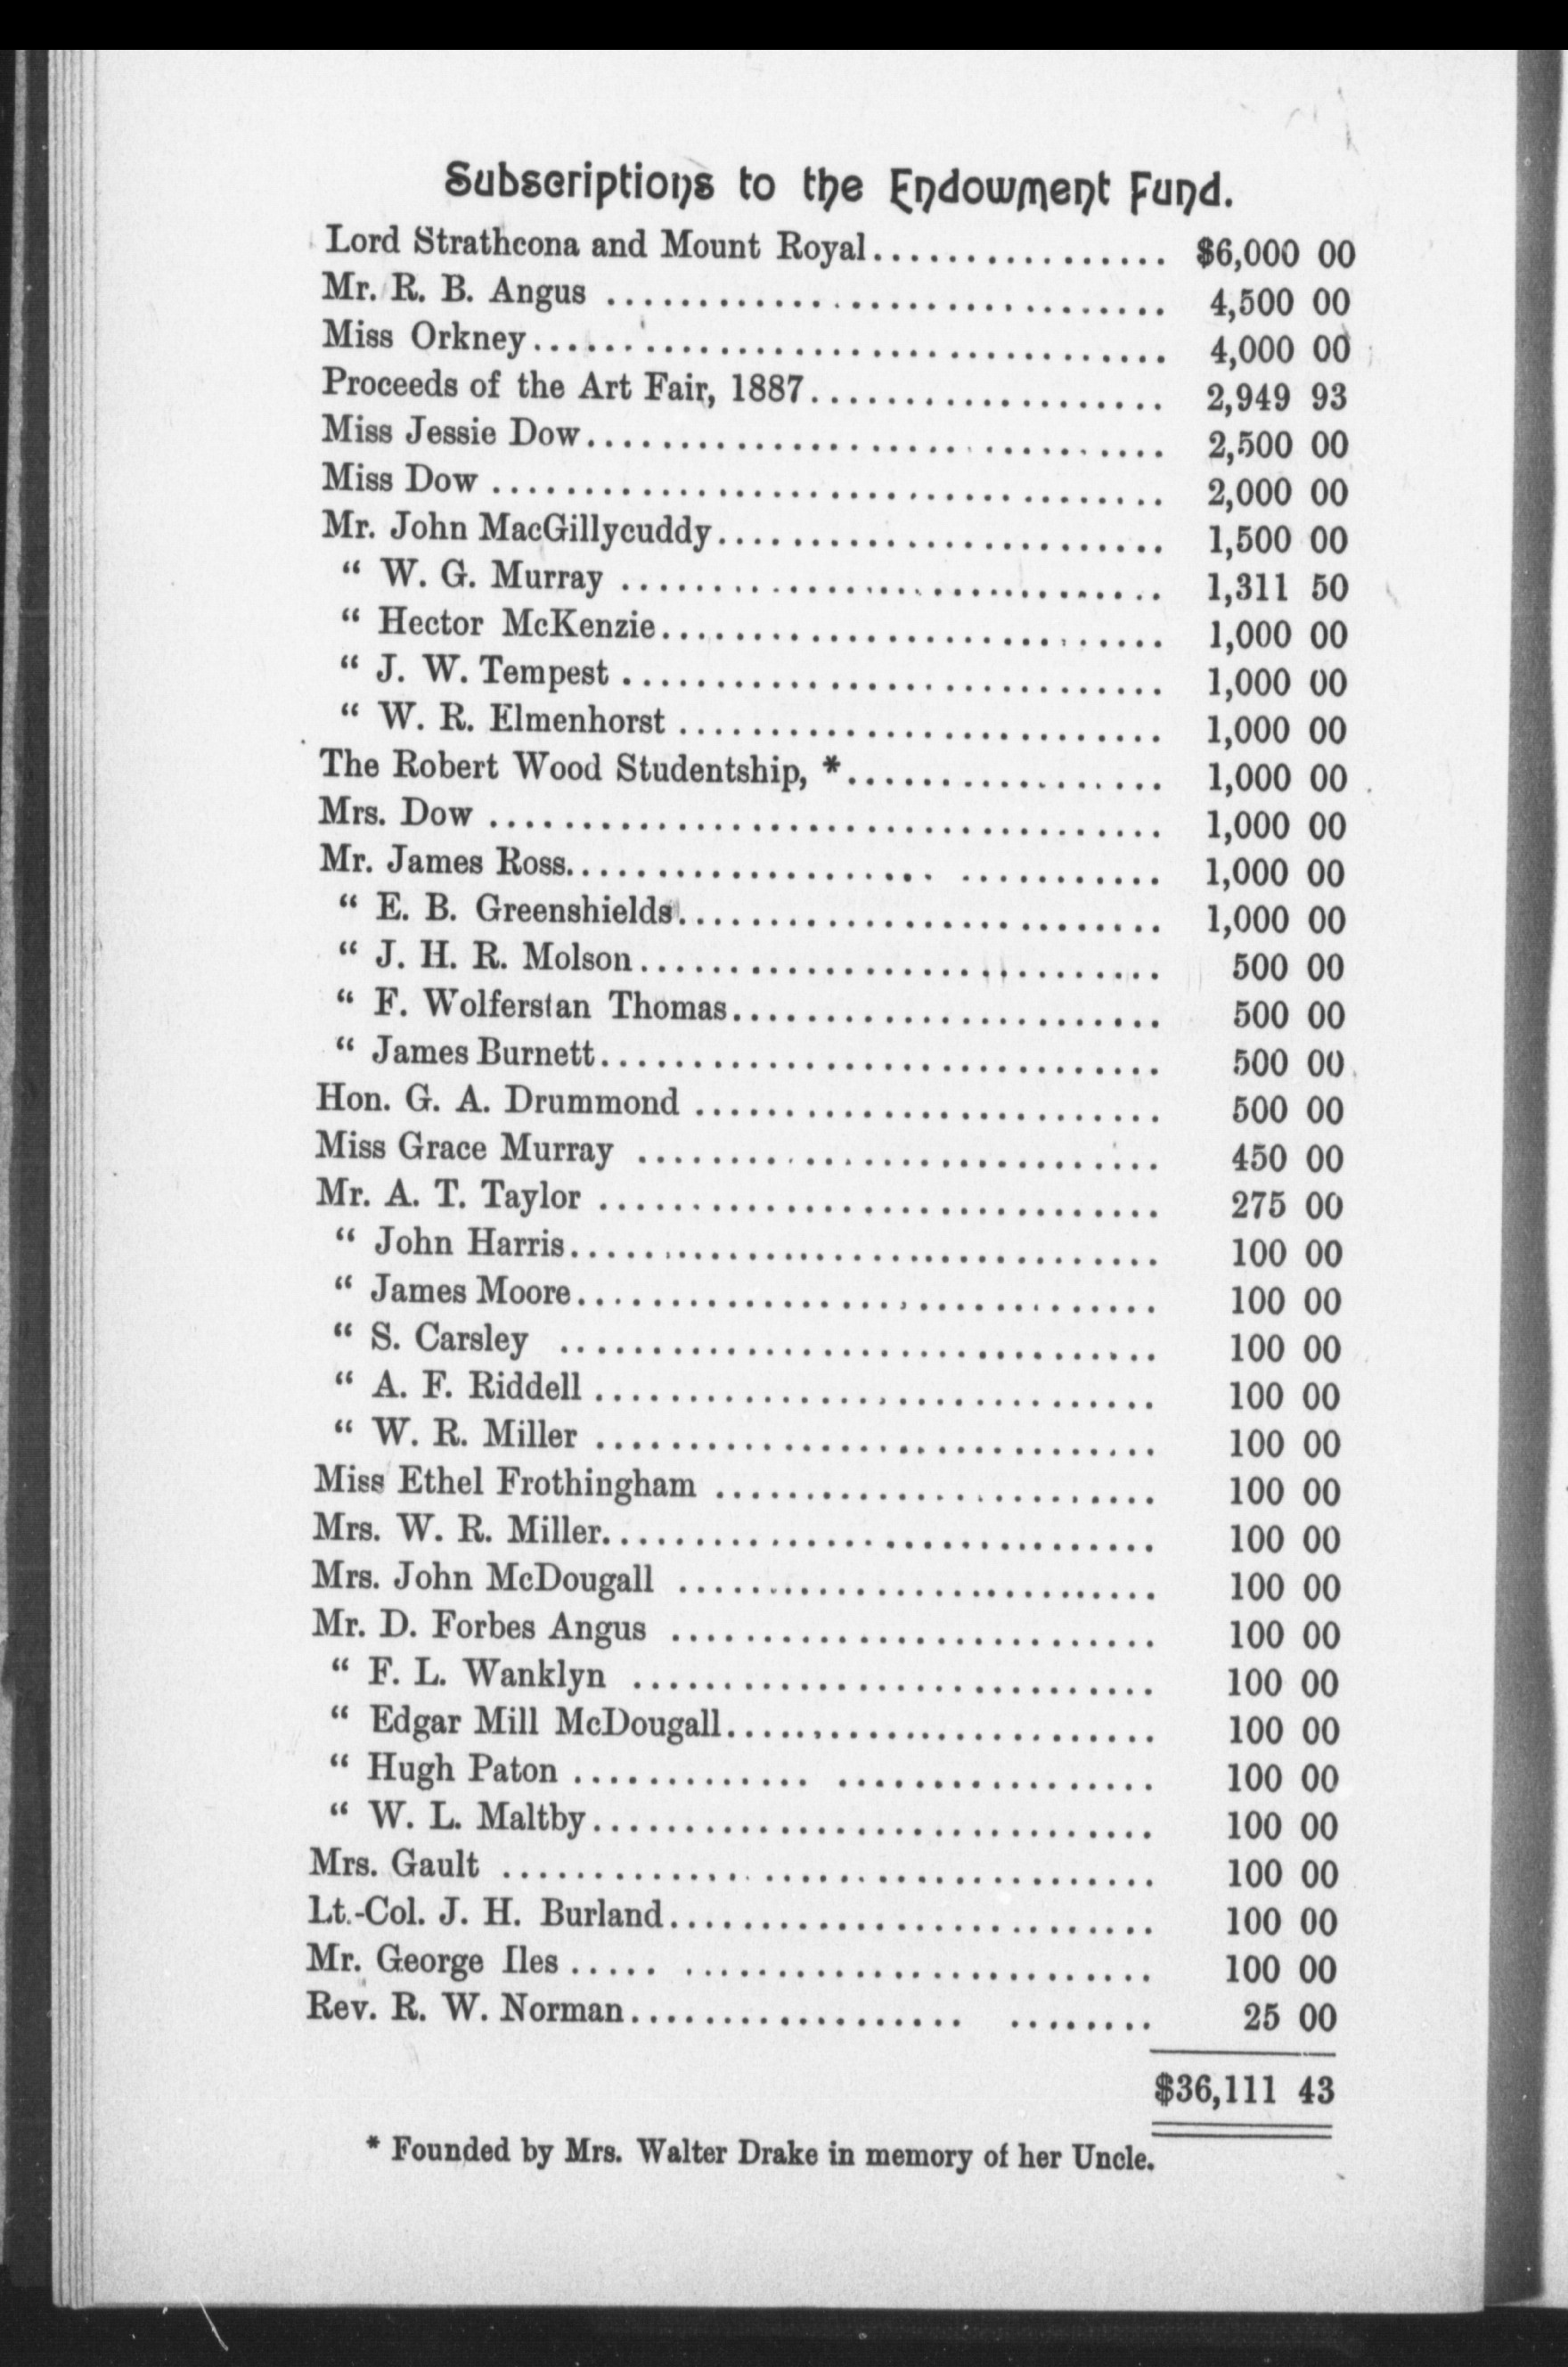 Subscriptions to the Endowment Fund.
Lord Strathcona and Mount Royal................ $6,000 00
Mr. R. B. Angus ............................... 4,500 00
Miss Orkney................................... 4,000 00
Proceeds of the Art Fair, 1887................... 2,949 93
Miss Jessie Dow............................... 2,500 00
Miss Dow ..................................... 2,000 00
Mr. John MacGillycuddy........................ 1,500 00
“ W. G. Murray .............................. 1,311 50
“ Hector McKenzie........................... 1,000 00
“ J. W. Tempest .............................. 1,000 00
“ W. R. Elmenhorst ........................... 1,000 00
The Robert Wood Studentship, *................. 1,000 00
Mrs. Dow ..................................... 1,000 00
Mr. James Ross.................... ........... 1,000 00
“ E. B. Greenshields........................... 1,000 00
“ J. H. R. Molson............................. 500 00
“ F. Wolferstan Thomas........................ 500 00
“ James Burnett............................... 500 00
Hon. G. A. Drummond .......................... 500 00
Miss Grace Murray ............................. 450 00
Mr. A. T. Taylor ............................... 275 00
“ John Harris................................. 100 00
“ James Moore................................ 100 00
“ S. Carsley ................................. 100 00
“ A. F. Riddell ............................... 100 00
“ W. R. Miller ............................... 100 00
Miss Ethel Frothingham ........................ 100 00
Mrs. W. R. Miller.............................. 100 00
Mrs. John McDougall .......................... 100 00
Mr. D. Forbes Angus ........................... 100 00
“ F. L. Wanklyn ............................. 100 00
“ Edgar Mill McDougall........................ 100 00
“ Hugh Paton ............. .................. 100 00
“ W. L. Maltby............................... 100 00
Mrs. Gault .................................... 100 00
Lt.-Col. J. H. Burland........................... 100 00
Mr. George Iles ..... .......................... 100 00
Rev. R. W. Norman.................. ........ 25 00
$36,111 43
* Founded by Mrs. Walter Drake in memory of her Uncle.